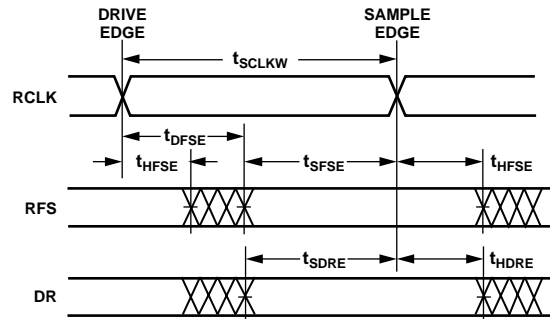 DRIVE EDGE
SAMPLE EDGE
tSCLKW
RCLK
tDFSE
tHFSE
tSFSE
tHFSE
RFS
tSDRE
tHDRE
DR